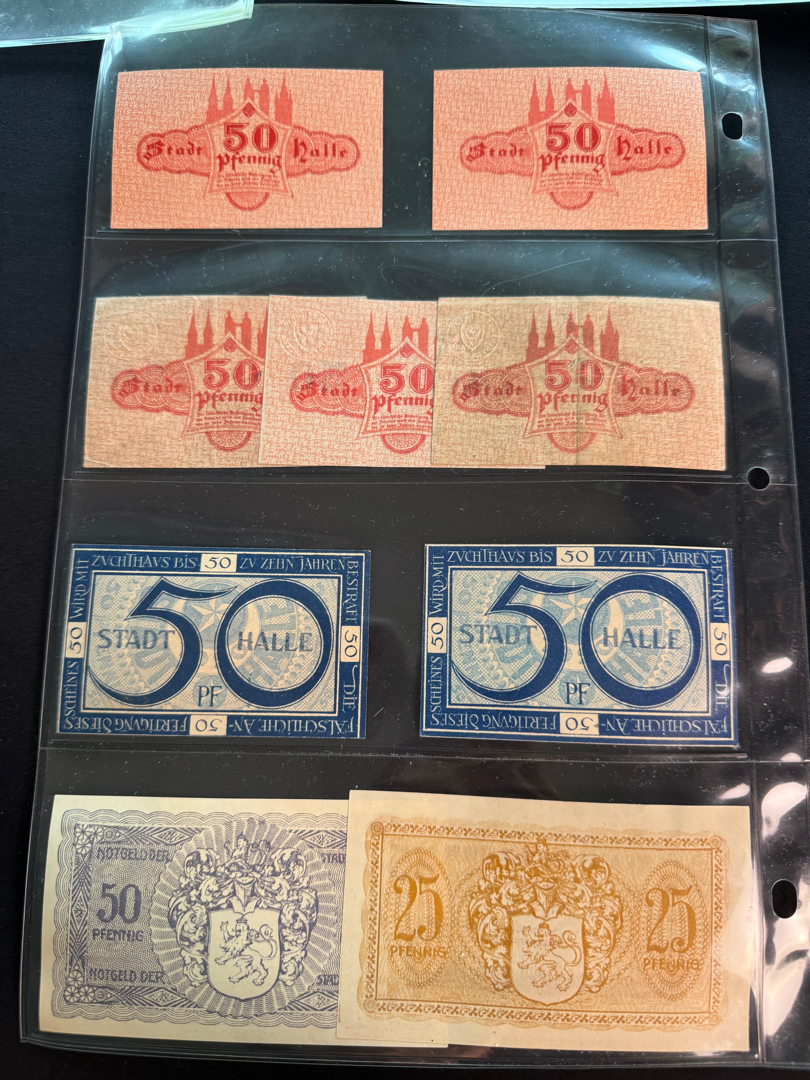 50
Stadt Pfennig Halle
50
Stadt Pfennig Halle
Stadt
50
Pfennig
Stadt
50
Pfennig
Stadt
50
Pfennig
Halle
ZVCHTHAVS BIS 50 ZV ZEHN JAHREN
BESTRAFT 50 DIE
FÄLSCHLICHE AN-
50
FERTIGVNG DIESES
SCHEINES 50 WIRD MIT
50
STADT HALLE
PF
ZVCHTHAVS BIS 50 ZV ZEHN JAHREN
BESTRAFT 50 DIE
FÄLSCHLICHE AN-
50
FERTIGVNG DIESES
SCHEINES 50 WIRD MIT
50
STADT HALLE
PF
NOTGELD DER STAD
50
PFENNIG
NOTGELD DER STAD
25
PFENNIG
25
PFENNIG